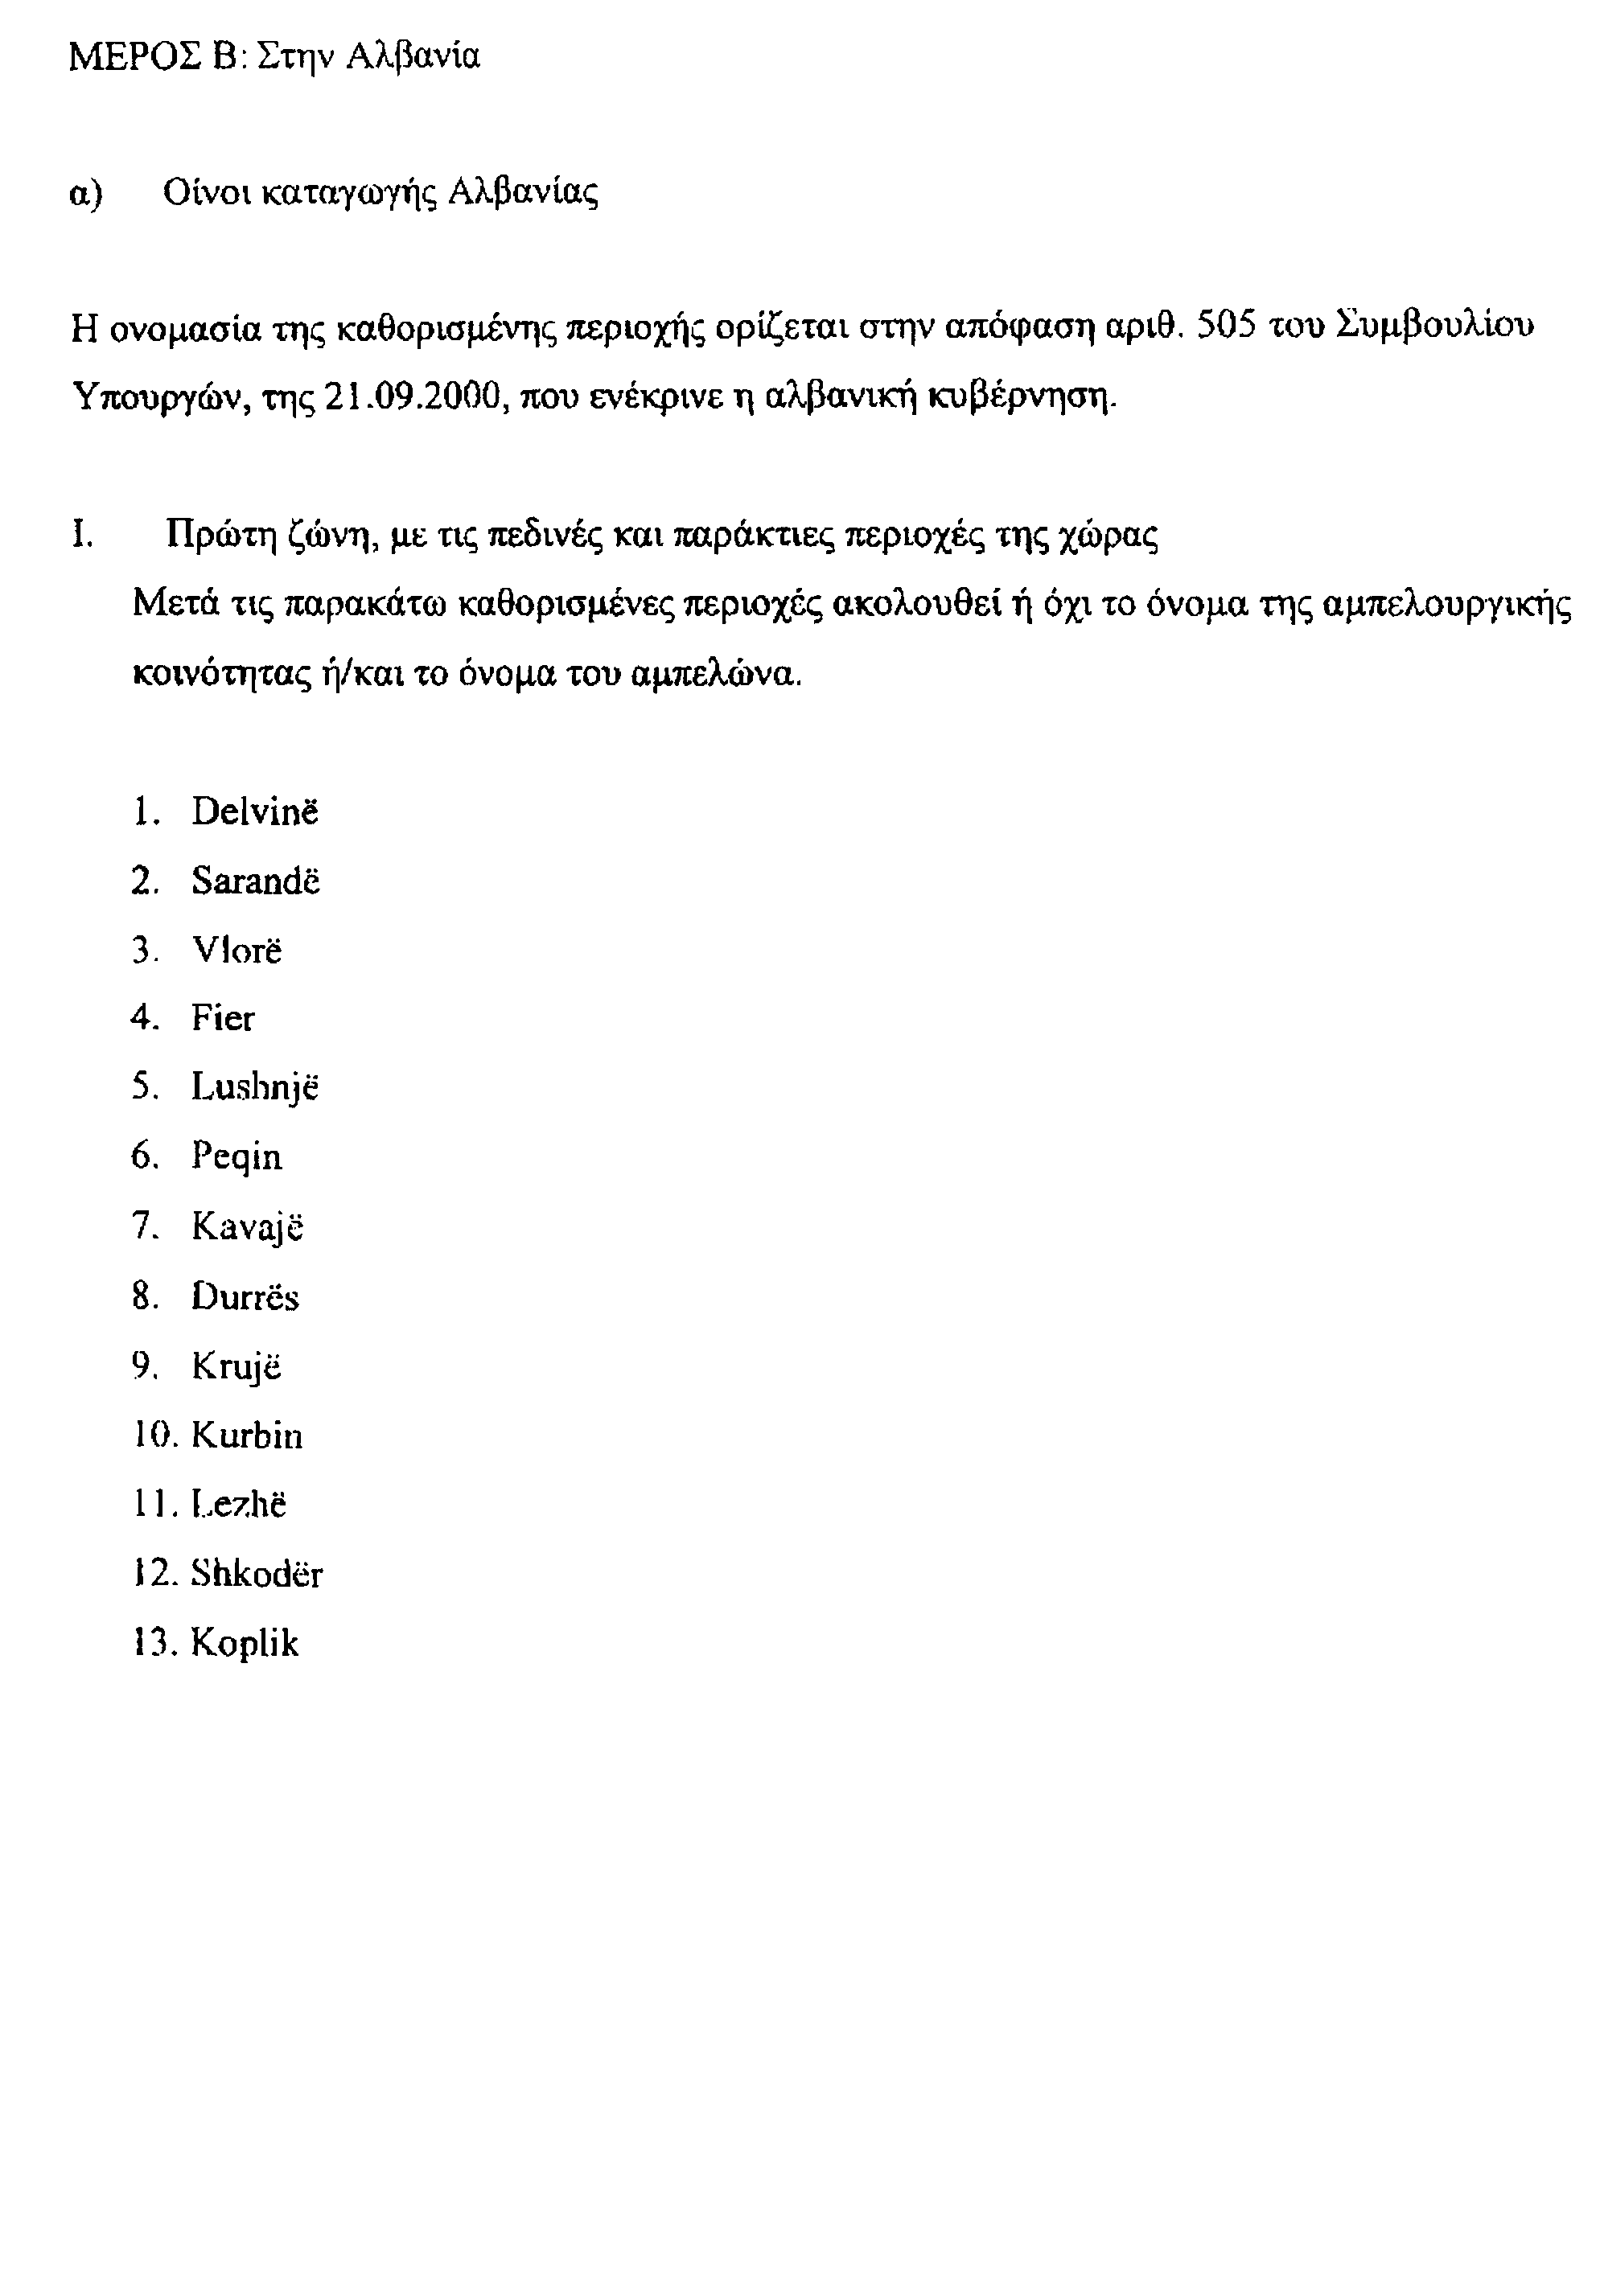 ΜΕΡΟΣ Β: Στην Αλβανία
α) Οίνοι καταγωγής Αλβανίας
Η ονομασία της καθορισμένης περιοχής ορίζεται στην απόφαση αριθ. 505 του Συμβουλίου
Υπουργών, της 21.09.2000, που ενέκρινε η αλβανική κυβέρνηση.
Ι. Πρώτη ζώνη, με τις πεδινές και παράκτιες περιοχές της χώρας
Μετά τις παρακάτω καθορισμένες περιοχές ακολουθεί ή όχι το όνομα της αμπελουργικής
κοινότητας ή/και το όνομα του αμπελώνα.
1. Delvinë
2. Sarandë
3. Vlorë
4. Fier
5. Lushnjë
6. Peqin
7. Kavajë
8. Durrës
9. Krujë
10. Kurbin
11. Lezhë
12. Shkodër
13. Koplik